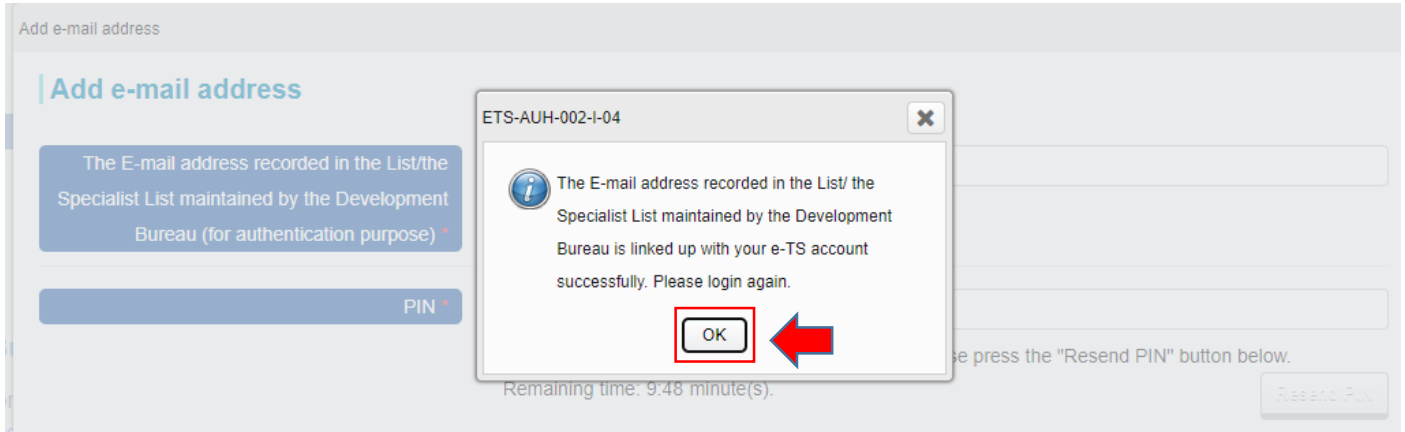 Add e-mail address
Add e-mail address
ETS-AUH-002-I-04
The E-mail address recorded in the List/the
Specialist List maintained by the Development
Bureau (for authentication purpose) *
The E-mail address recorded in the List/ the
Specialist List maintained by the Development
Bureau is linked up with your e-TS account
successfully. Please login again.
OK
PIN *
press the "Resend PIN" button below.
Remaining time: 9:48 minute(s).
Resend PIN